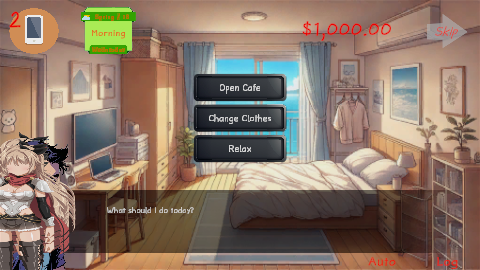 2
Morning
$1,000.00
Skip
Open Cafe
Change Clothes
Relax
What should I do today?
Auto
Log